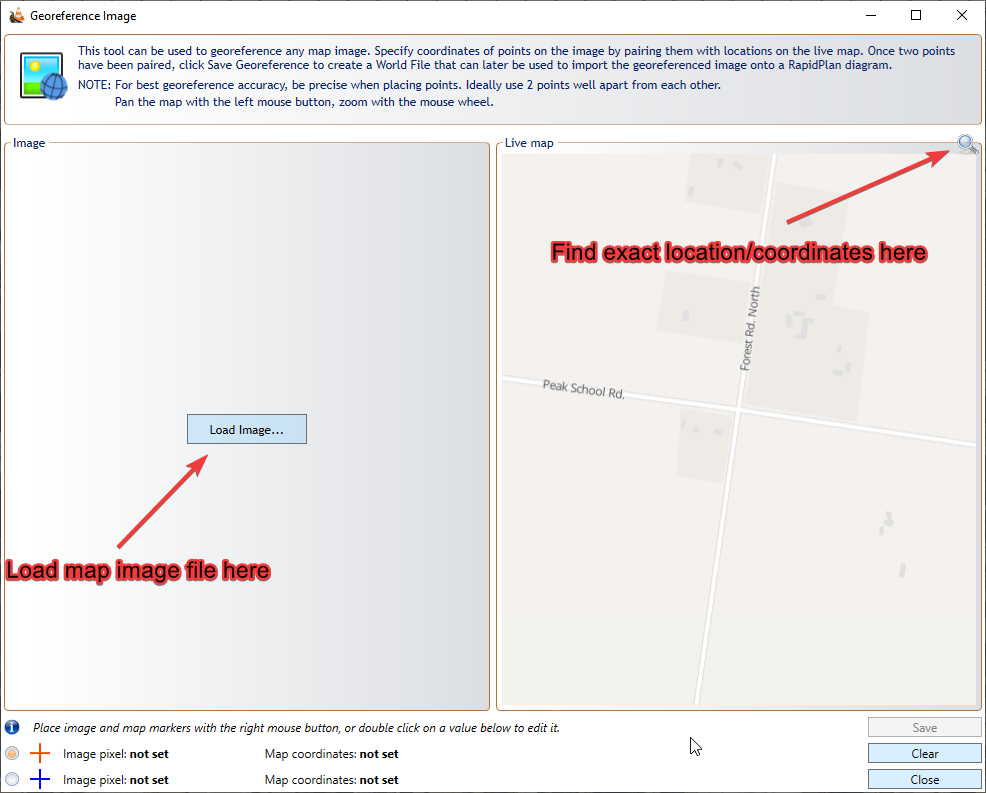 Georeference Image
This tool can be used to georeference any map image. Specify coordinates of points on the image by pairing them with locations on the live map. Once two points
have been paired, click Save Georeference to create a World File that can later be used to import the georeferenced image onto a RapidPlan diagram.
NOTE: For best georeference accuracy, be precise when placing points. Ideally use 2 points well apart from each other.
Pan the map with the left mouse button, zoom with the mouse wheel.
Image
Load Image...
Load map image file here
Live map
Find exact location/coordinates here
Forest Rd. North
Peak School Rd.
Place image and map markers with the right mouse button, or double click on a value below to edit it.
Image pixel: not set Map coordinates: not set
Image pixel: not set Map coordinates: not set
Save
Clear
Close